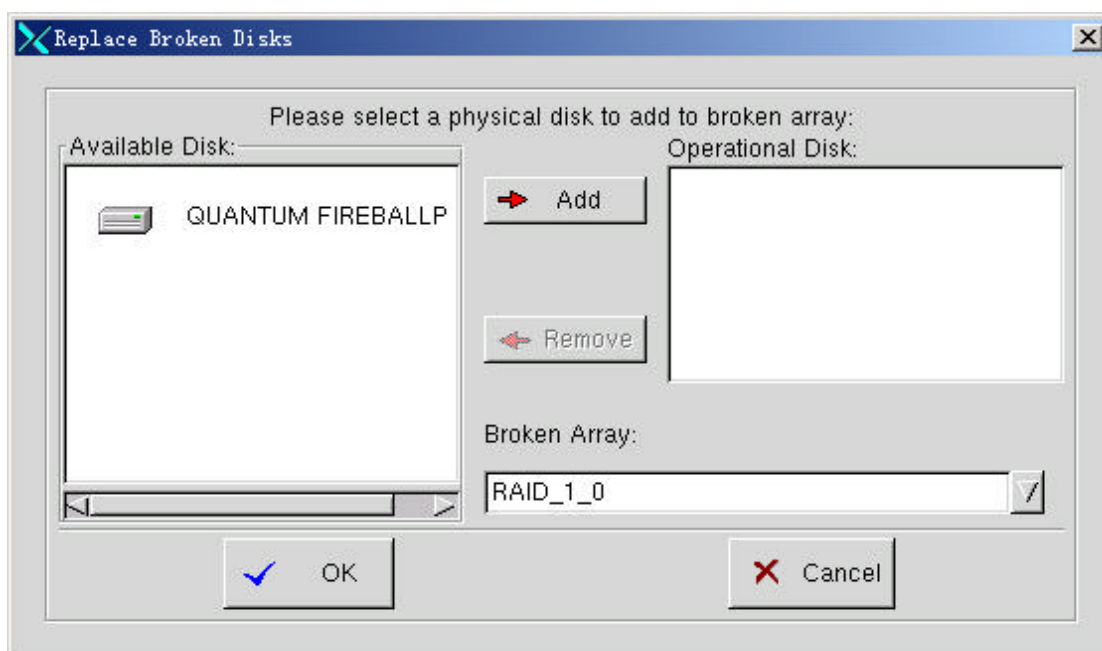 Replace Broken Disks
Please select a physical disk to add to broken array:
Available Disk:
Operational Disk:
QUANTUM FIREBALLP
Add
Remove
Broken Array:
RAID_1_0
OK
Cancel